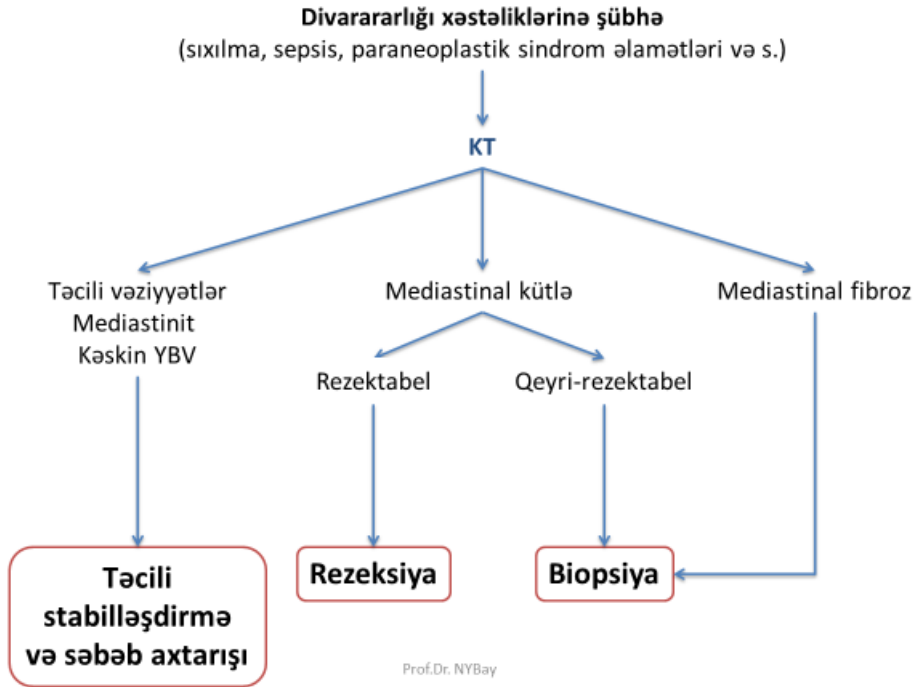 Divarararlığı xəstəliklərinə şübhə
(sıxılma, sepsis, paraneoplastik sindrom əlamətləri və s.)
KT
Təcili vəziyyətlər
Mediastinit
Kəskin YBV
Mediastinal kütlə
Mediastinal fibroz
Rezektabel
Qeyri-rezektabel
Təcili
stabilləşdirmə
və səbəb axtarışı
Rezeksiya
Biopsiya
Prof.Dr. NYBay